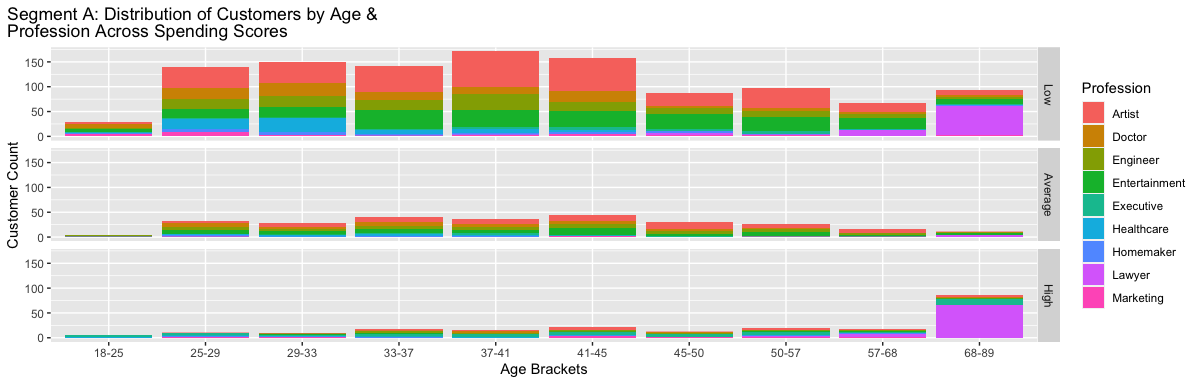 Segment A: Distribution of Customers by Age &
Profession Across Spending Scores
Customer Count
150
100
50
0
Low
150
100
50
0
Average
150
100
50
0
High
18-25 25-29 29-33 33-37 37-41 41-45 45-50 50-57 57-68 68-89
Age Brackets
Profession
Artist
Doctor
Engineer
Entertainment
Executive
Healthcare
Homemaker
Lawyer
Marketing